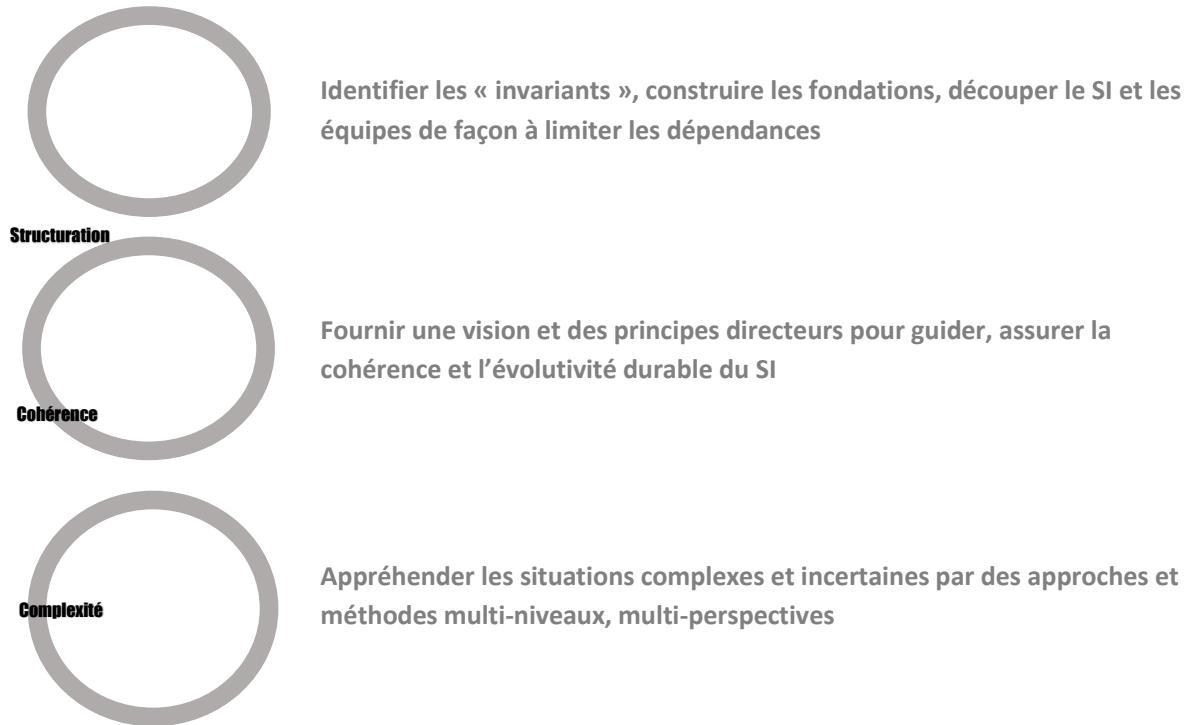 Identifier les « invariants », construire les fondations, découper le SI et les
équipes de façon à limiter les dépendances
Structuration
Fournir une vision et des principes directeurs pour guider, assurer la
cohérence et l’évolutivité durable du SI
Cohérence
Appréhender les situations complexes et incertaines par des approches et
méthodes multi-niveaux, multi-perspectives
Complexité